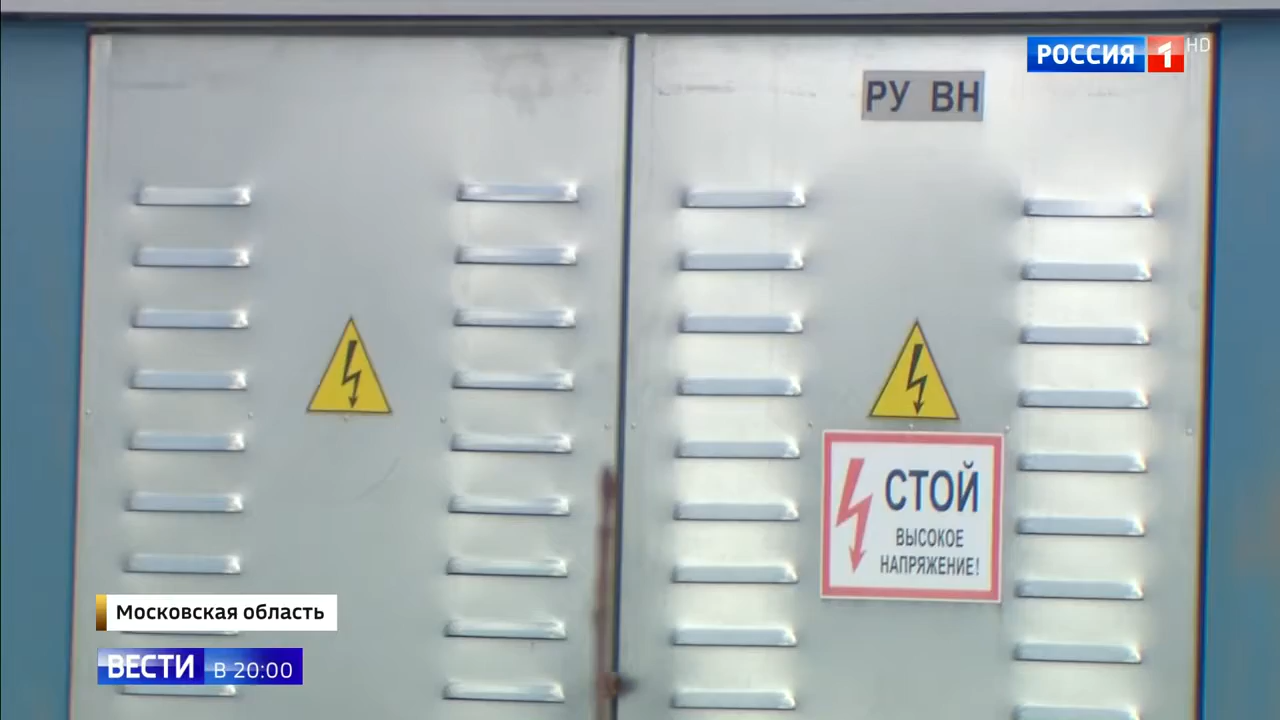 РОССИЯ 1 HD
РУ ВН
СТОЙ
ВЫСОКОЕ
НАПРЯЖЕНИЕ!
Московская область
ВЕСТИ В 20:00